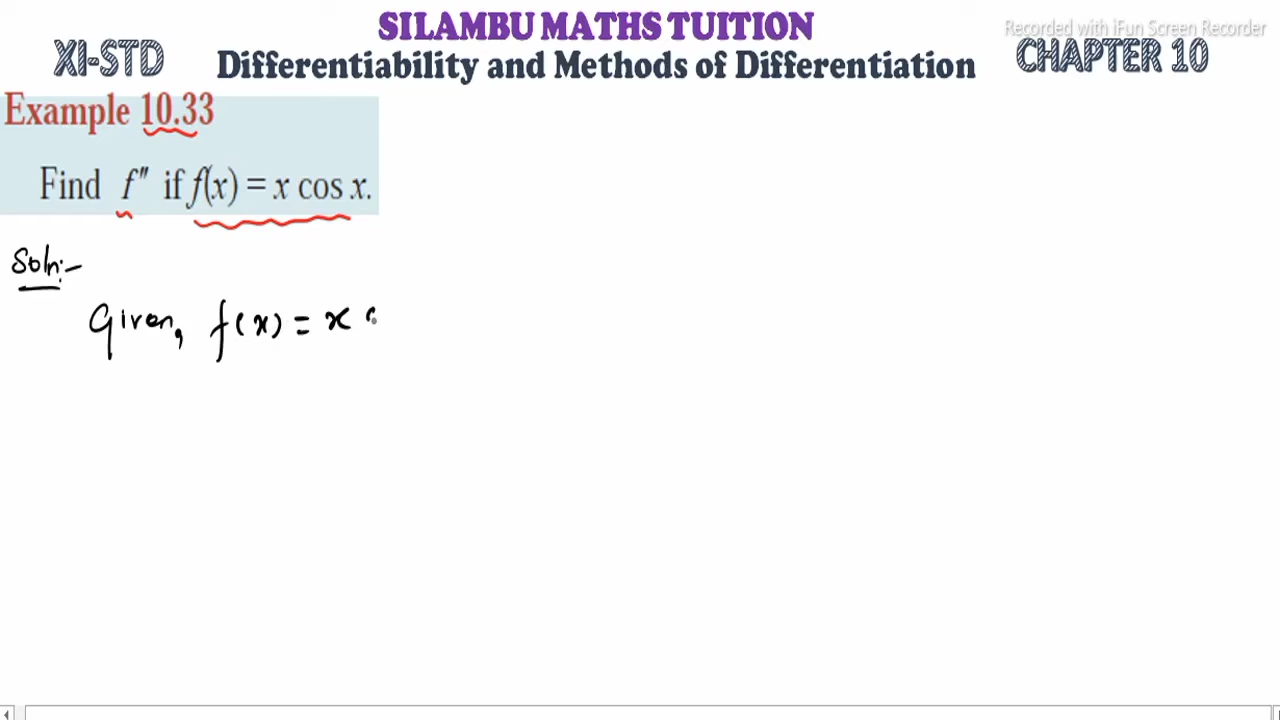 SILAMBU MATHS TUITION
Recorded with iFun Screen Recorder
XI-STD
Differentiability and Methods of Differentiation
CHAPTER 10
Example 10.33
Find f″ if f(x) = x cos x.
Soln:-
Given, f(x) = x c